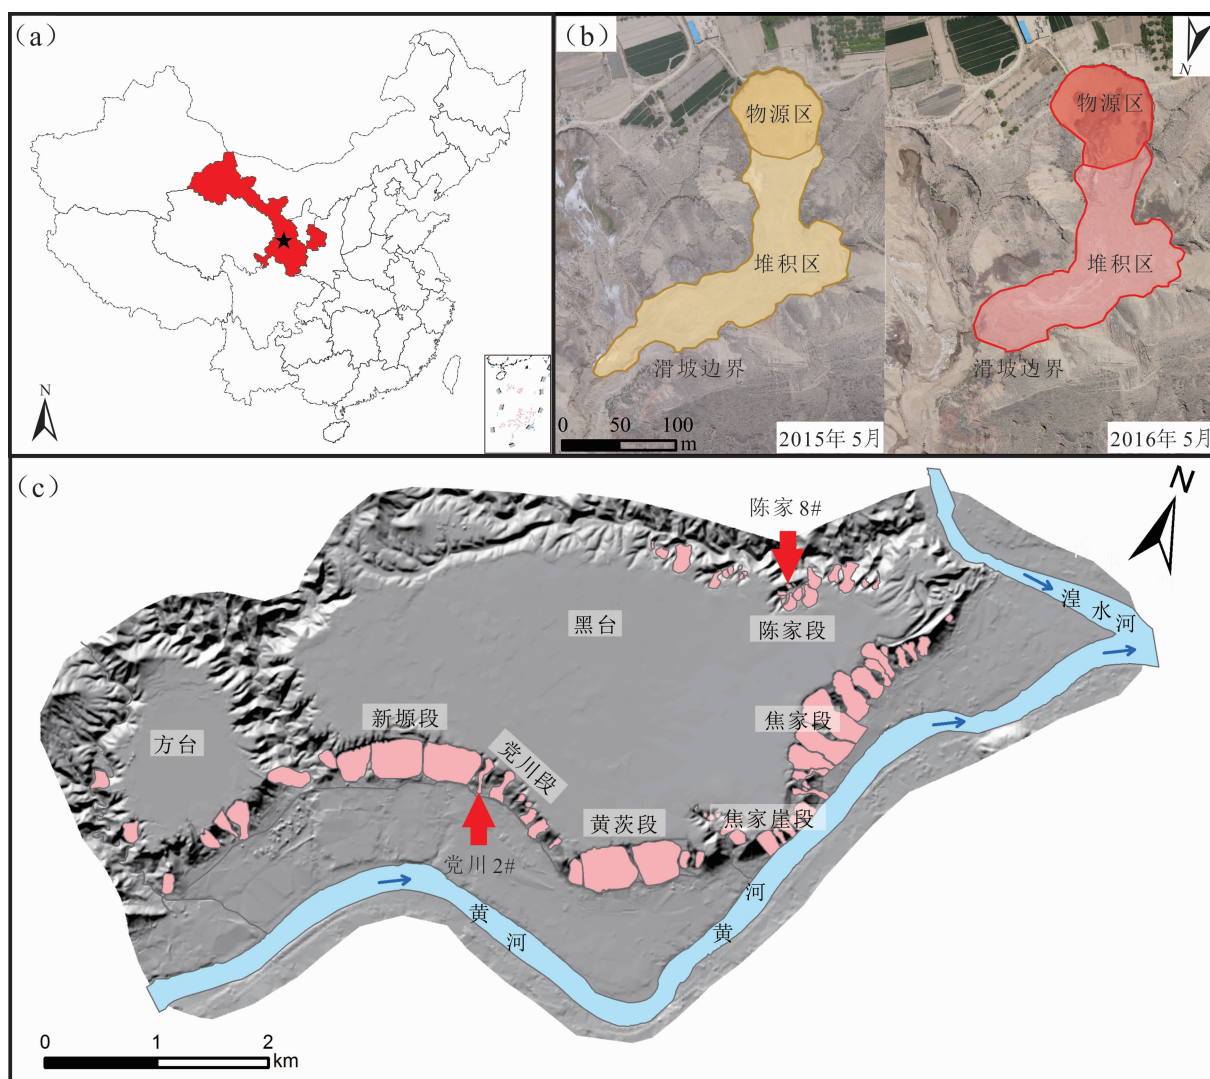 （a）
N
（b）
物源区
堆积区
滑坡边界
0 50 100
m
2015年5月
物源区
堆积区
滑坡边界
2016年5月
N
（c）
陈家8#
N
湟水河
黑台
陈家段
新塬段
焦家段
方台
党川段
黄茨段
焦家崖段
党川2#
黄河
黄河
0 1 2
km